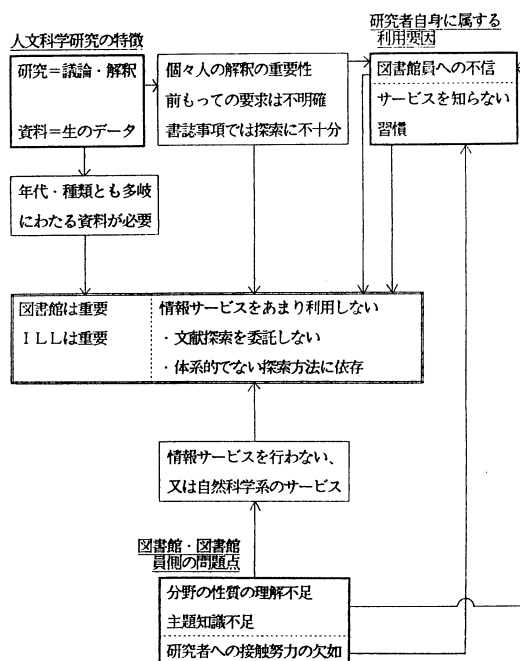 人文科学研究の特徴
研究＝議論・解釈
資料＝生のデータ
個々人の解釈の重要性
前もっての要求は不明確
書誌事項では探索に不十分
研究者自身に属する
利用要因
図書館員への不信
サービスを知らない
習慣
年代・種類とも多岐
にわたる資料が必要
図書館は重要
ＩＬＬは重要
情報サービスをあまり利用しない
・文献探索を委託しない
・体系的でない探索方法に依存
情報サービスを行わない、
又は自然科学系のサービス
図書館・図書館
員側の問題点
分野の性質の理解不足
主題知識不足
研究者への接触努力の欠如